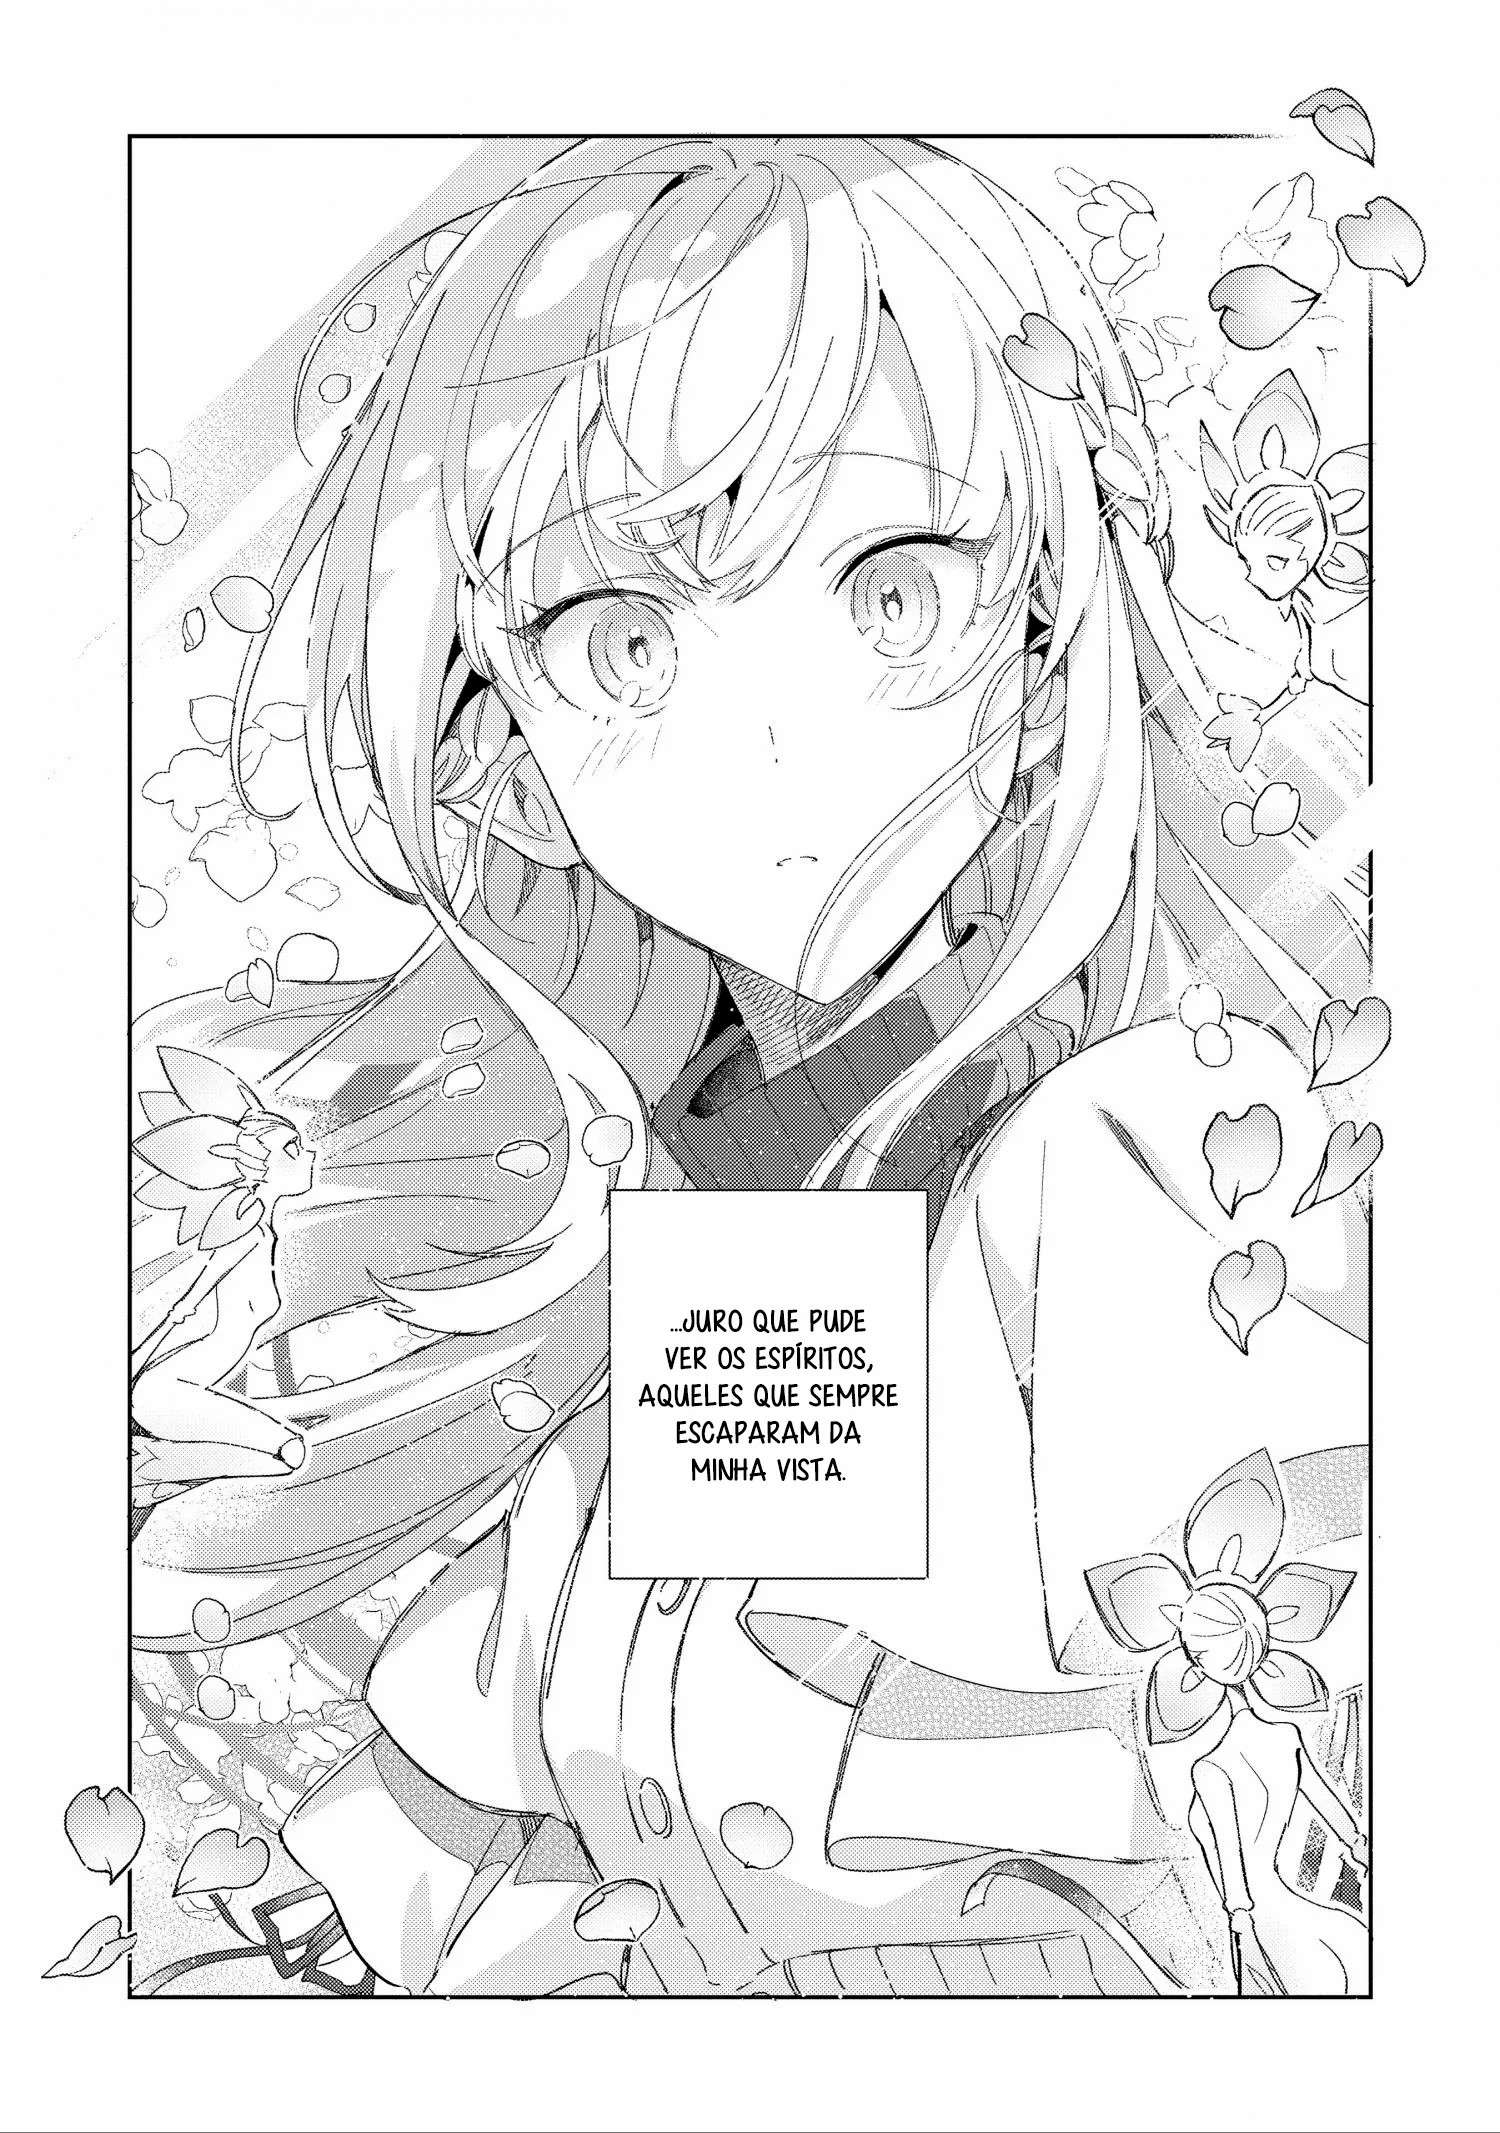 ...JURO QUE PUDE
VER OS ESPÍRITOS,
AQUELES QUE SEMPRE
ESCAPARAM DA
MINHA VISTA.